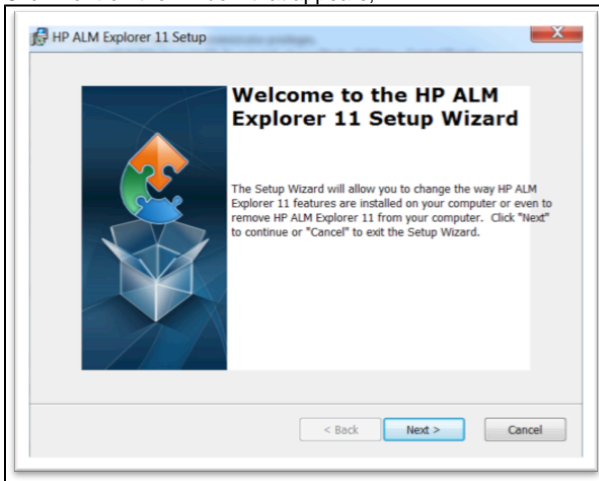 HP ALM Explorer 11 Setup
Welcome to the HP ALM
Explorer 11 Setup Wizard
The Setup Wizard will allow you to change the way HP ALM
Explorer 11 features are installed on your computer or even to
remove HP ALM Explorer 11 from your computer.  Click "Next"
to continue or "Cancel" to exit the Setup Wizard.
< Back Next > Cancel